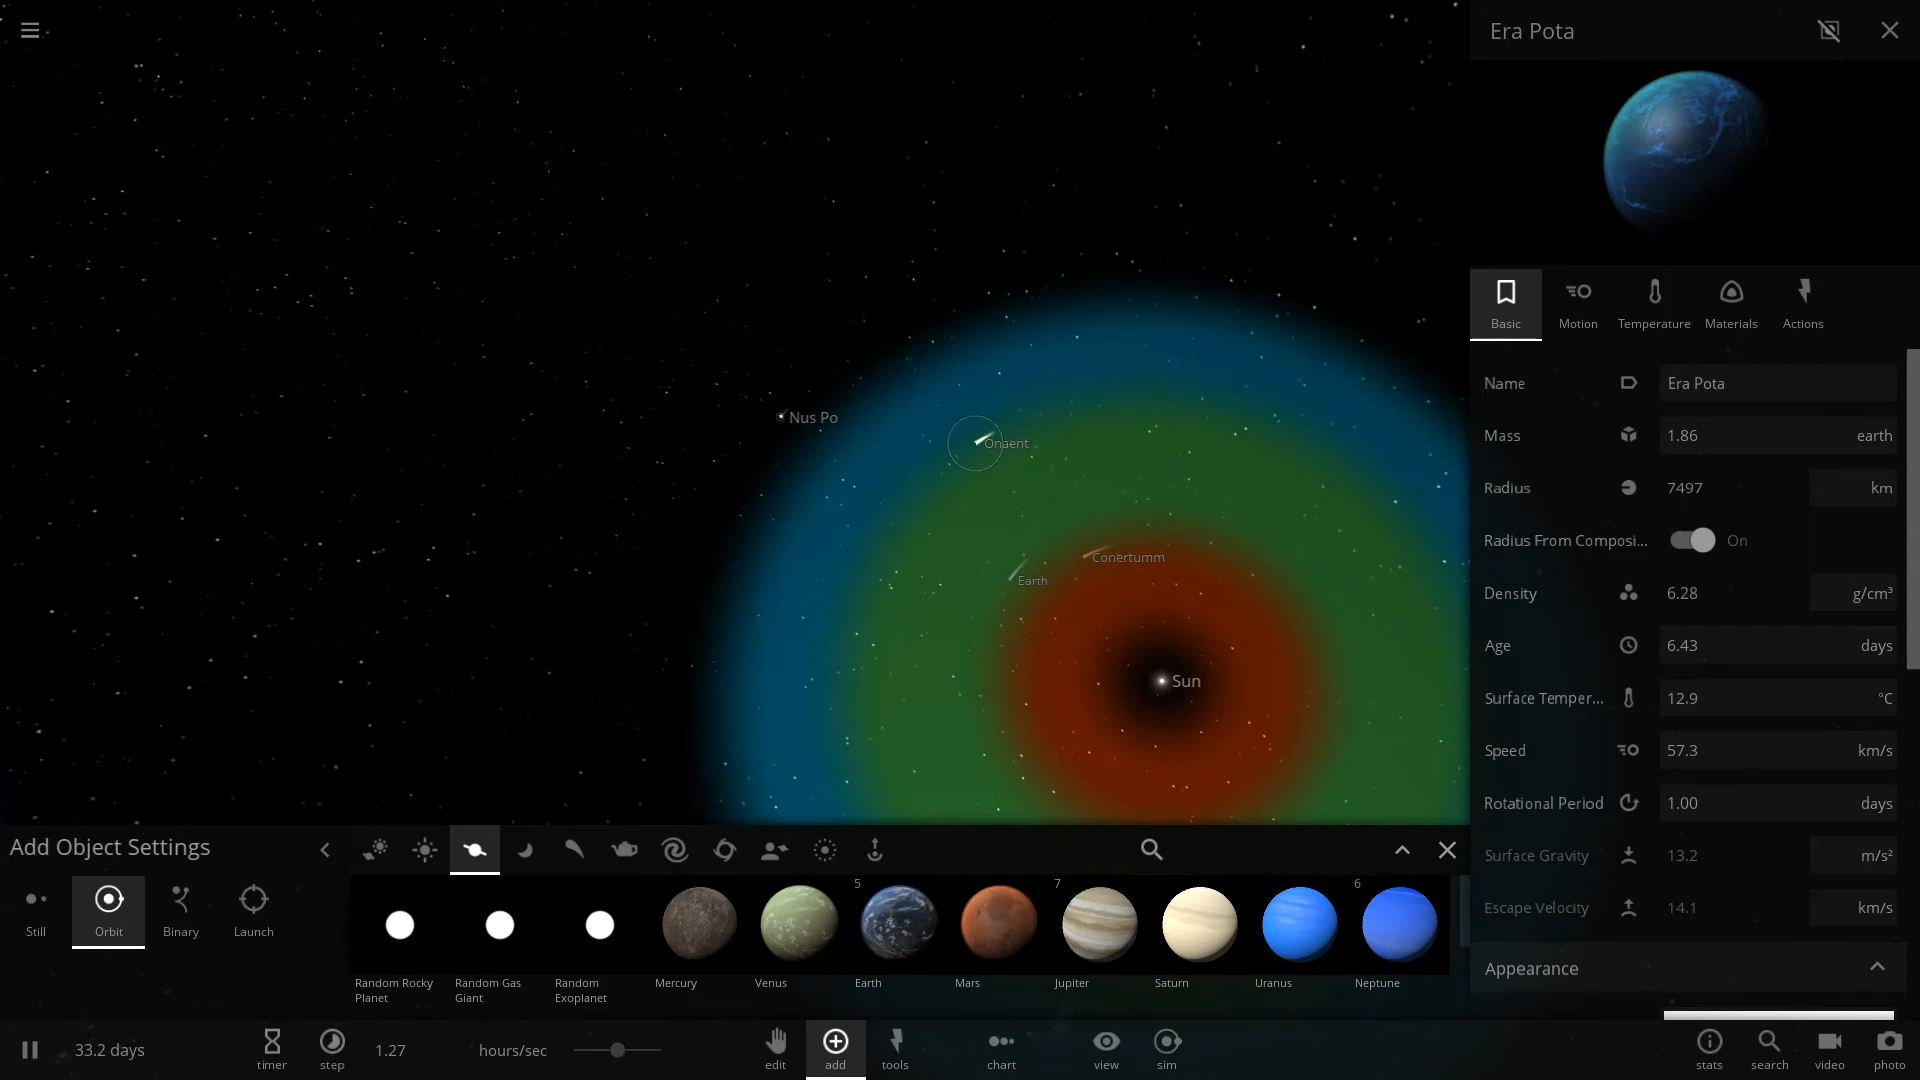 Era Pota
Nus Po
Onaent
Conertumm
Earth
Sun
Basic
Motion
Temperature
Materials
Actions
Name
Era Pota
Mass
1.86
earth
Radius
7497
km
Radius From Composi...
On
Density
6.28
g/cm³
Age
6.43
days
Surface Temper...
12.9
°C
Speed
57.3
km/s
Rotational Period
1.00
days
Surface Gravity
13.2
m/s²
Escape Velocity
14.1
km/s
Appearance
Add Object Settings
Still
Orbit
Binary
Launch
5
7
6
Random Rocky
Planet
Random Gas
Giant
Random
Exoplanet
Mercury
Venus
Earth
Mars
Jupiter
Saturn
Uranus
Neptune
33.2 days
timer
step
1.27
hours/sec
edit
add
tools
chart
view
sim
stats
search
video
photo